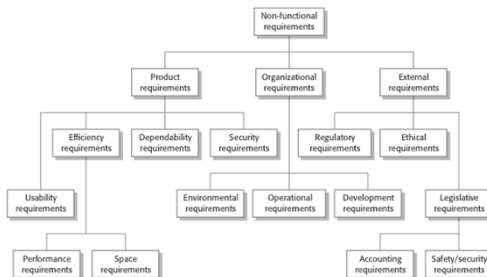 Non-functional
requirements
Product
requirements
Organizational
requirements
External
requirements
Efficiency
requirements
Dependability
requirements
Security
requirements
Regulatory
requirements
Ethical
requirements
Usability
requirements
Environmental
requirements
Operational
requirements
Development
requirements
Legislative
requirements
Performance
requirements
Space
requirements
Accounting
requirements
Safety/security
requirements